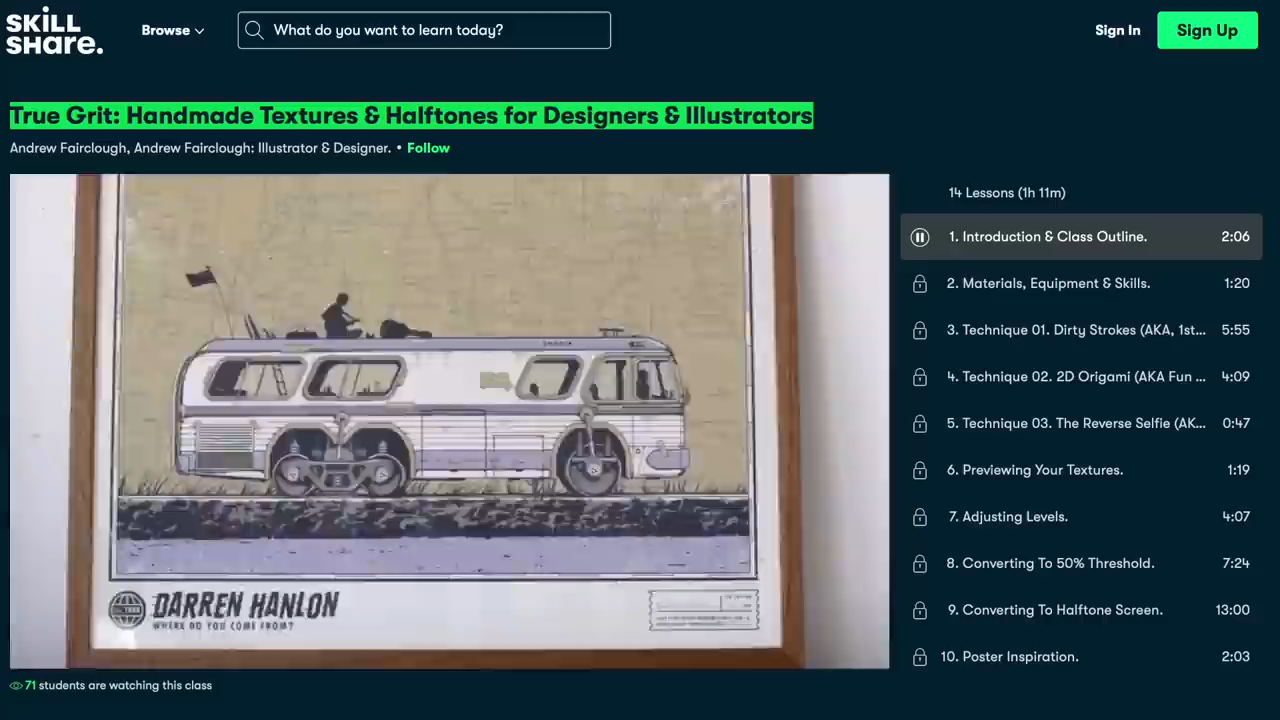 SKiLL
SHare.
Browse
What do you want to learn today?
Sign In
Sign Up
True Grit: Handmade Textures & Halftones for Designers & Illustrators
Andrew Fairclough, Andrew Fairclough: Illustrator & Designer. • Follow
14 Lessons (1h 11m)
1. Introduction & Class Outline. 2:06
2. Materials, Equipment & Skills. 1:20
3. Technique 01. Dirty Strokes (AKA, 1st... 5:55
4. Technique 02. 2D Origami (AKA Fun ... 4:09
5. Technique 03. The Reverse Selfie (AK... 0:47
6. Previewing Your Textures. 1:19
7. Adjusting Levels. 4:07
8. Converting To 50% Threshold. 7:24
9. Converting To Halftone Screen. 13:00
10. Poster Inspiration. 2:03
DARREN HANLON
WHERE DO YOU COME FROM?
71 students are watching this class